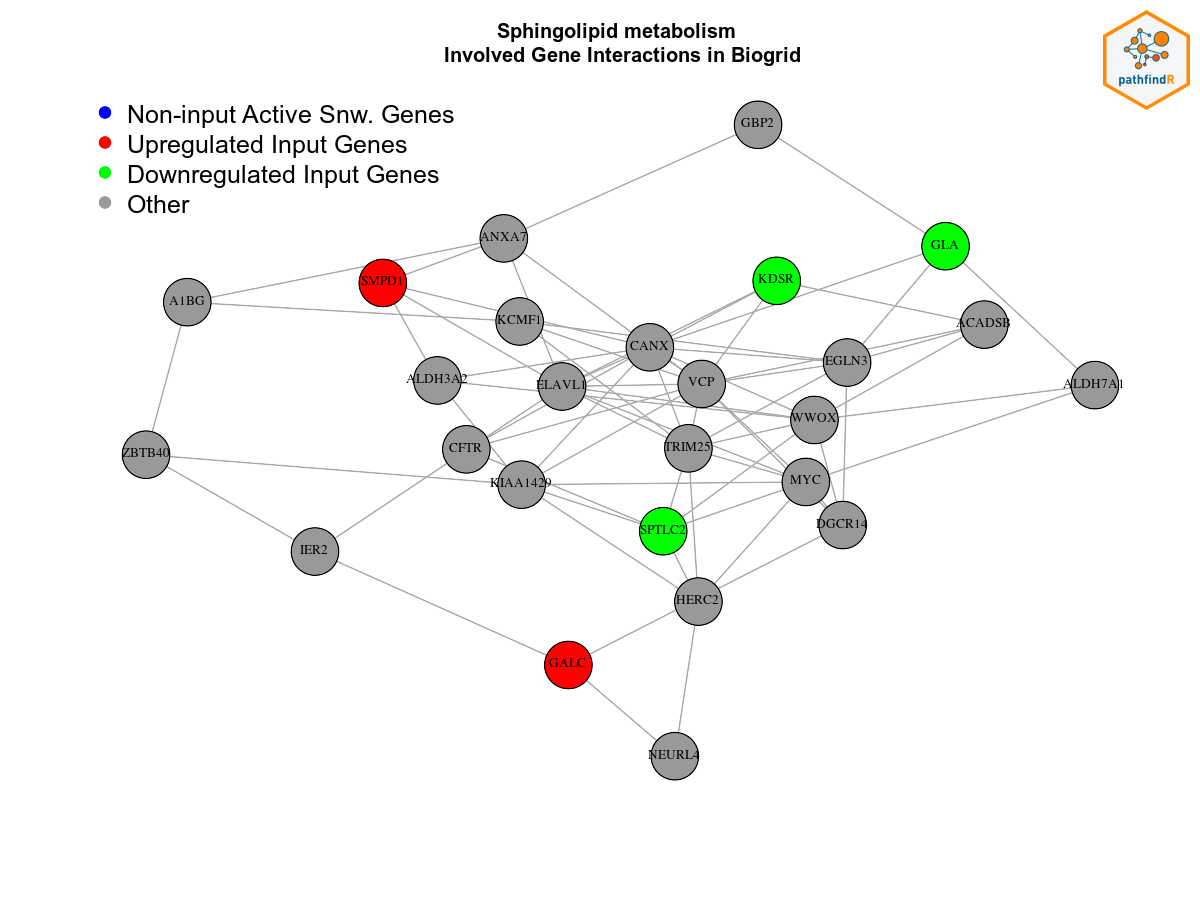 Sphingolipid metabolism
Involved Gene Interactions in Biogrid
pathfindR
Non-input Active Snw. Genes
Upregulated Input Genes
Downregulated Input Genes
Other
GBP2
ANXA7
GLA
SMPD1
KDSR
A1BG
KCMF1
ACADSB
CANX
EGLN3
ALDH3A2
ELAVL1
VCP
ALDH7A1
WWOX
CFTR
TRIM25
ZBTB40
KIAA1429
MYC
SPTLC2
DGCR14
IER2
HERC2
GALC
NEURL4